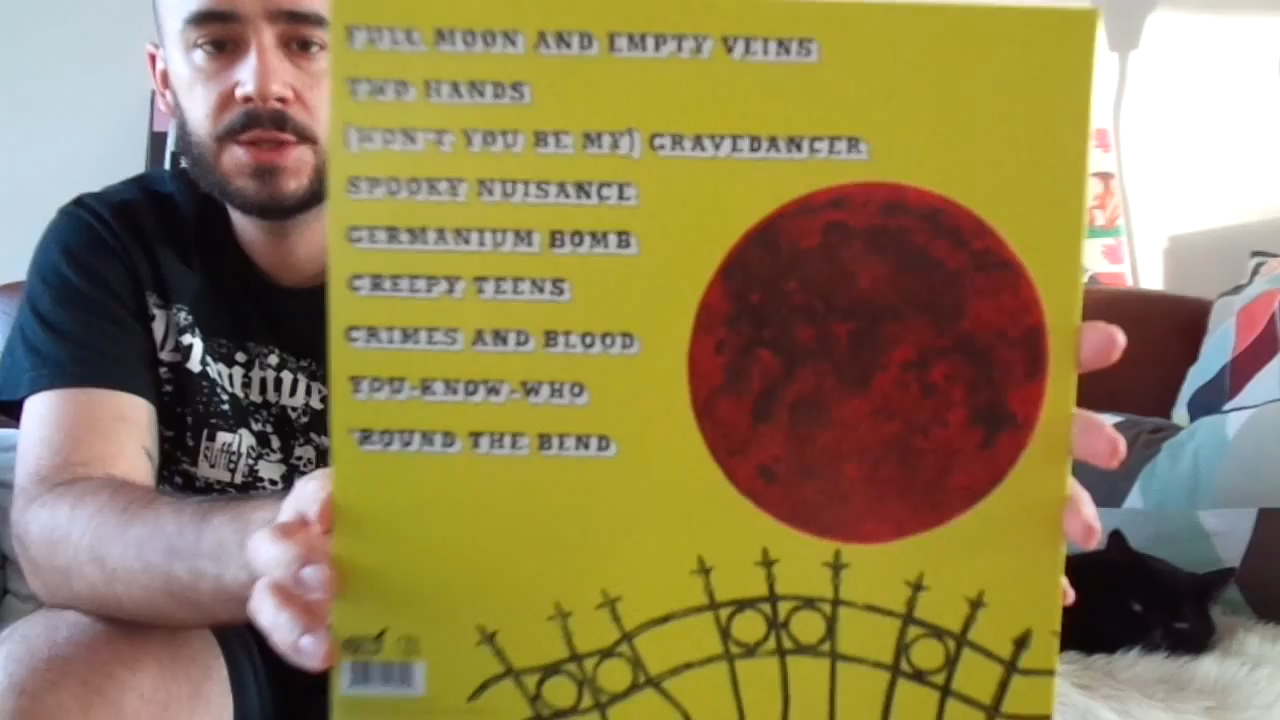 FULL MOON AND EMPTY VEINS
TWO HANDS
(WON'T YOU BE MY) GRAVEDANCER
SPOOKY NUISANCE
GERMANIUM BOMB
CREEPY TEENS
CRIMES AND BLOOD
YOU-KNOW-WHO
'ROUND THE BEND
Primitive